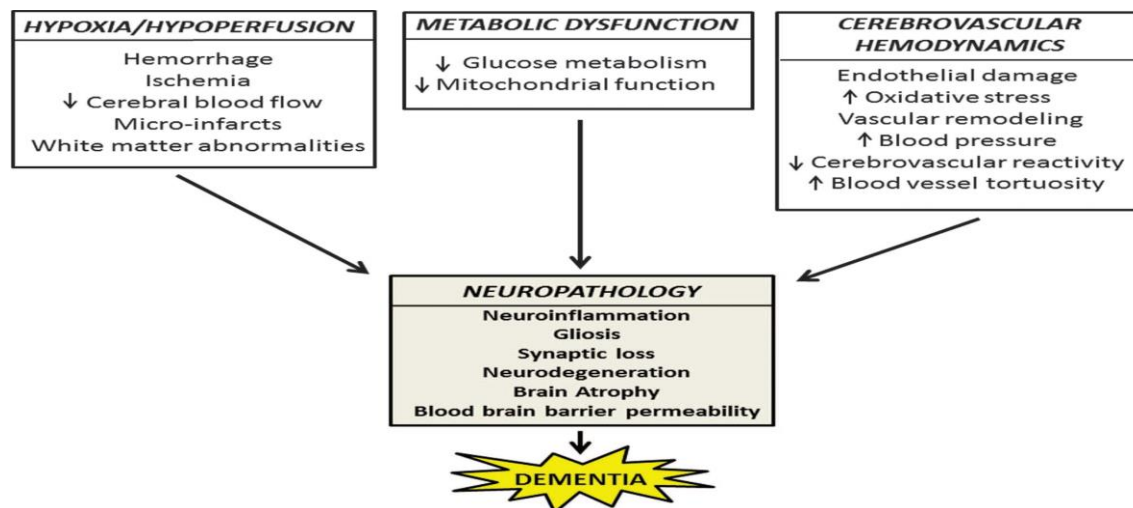 HYPOXIA/HYPOPERFUSION
Hemorrhage
Ischemia
↓ Cerebral blood flow
Micro-infarcts
White matter abnormalities
METABOLIC DYSFUNCTION
↓ Glucose metabolism
↓ Mitochondrial function
CEREBROVASCULAR
HEMODYNAMICS
Endothelial damage
↑ Oxidative stress
Vascular remodeling
↑ Blood pressure
↓ Cerebrovascular reactivity
↑ Blood vessel tortuosity
NEUROPATHOLOGY
Neuroinflammation
Gliosis
Synaptic loss
Neurodegeneration
Brain Atrophy
Blood brain barrier permeability
DEMENTIA